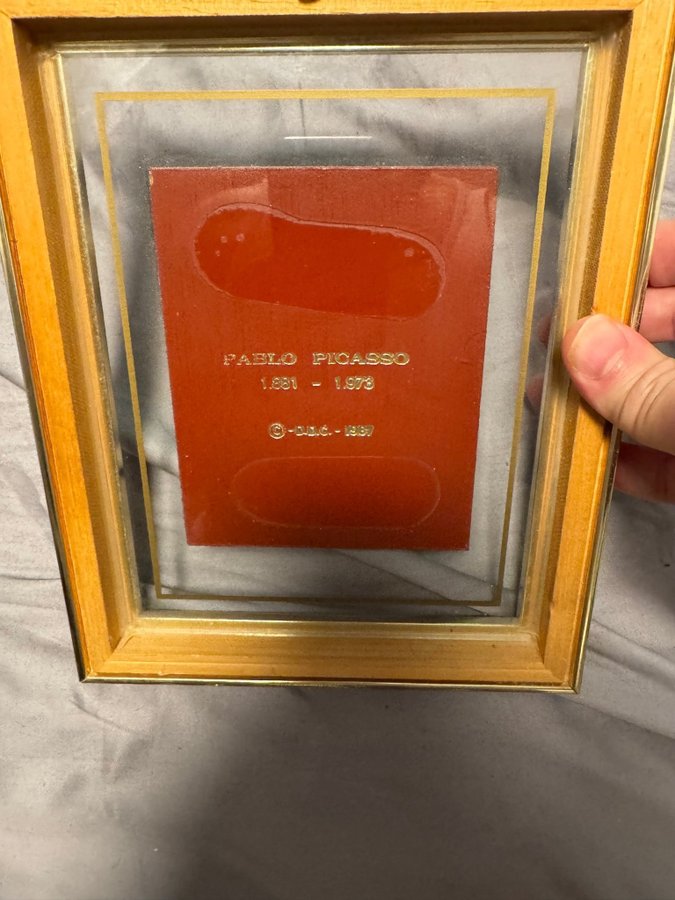 PABLO PICASSO
1.881 - 1.973
© - D.D.C. - 1987